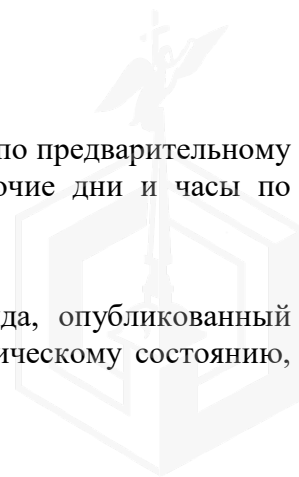 по предварительному
очие дни и часы по
да, опубликованный
ическому состоянию,